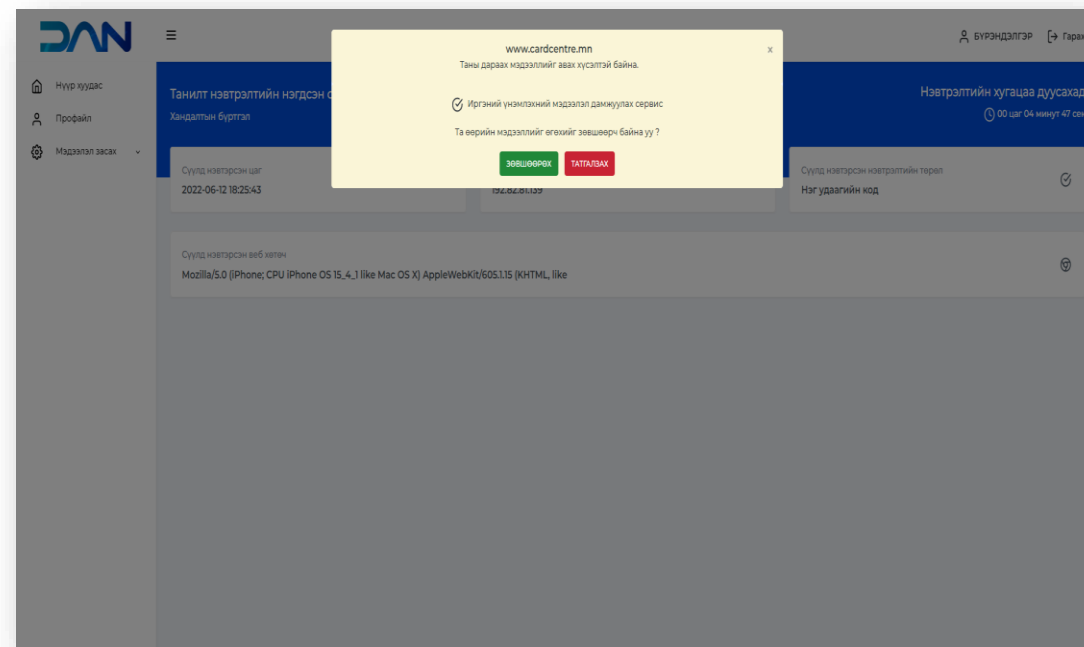 DAN
БҮРЭНДЭЛГЭР
Гарах
www.cardcentre.mn
x
Таны дараах мэдээллийг авах хүсэлтэй байна.
Иргэний үнэмлэхний мэдээлэл дамжуулах сервис
Та өөрийн мэдээллийг өгөхийг зөвшөөрч байна уу ?
ЗӨВШӨӨРӨХ
ТАТГАЛЗАХ
Нүүр хуудас
Профайл
Мэдээлэл засах
Танилт нэвтрэлтийн нэгдсэн
Хандалтын бүртгэл
Нэвтрэлтийн хугацаа дуусахад
00 цаг 04 минут 47 сек
Сүүлд нэвтэрсэн цаг
2022-06-12 18:25:43
192.82.81.139
Сүүлд нэвтэрсэн нэвтрэлтийн төрөл
Нэг удаагийн код
Сүүлд нэвтэрсэн веб хөтөч
Mozilla/5.0 (iPhone; CPU iPhone OS 15_4_1 like Mac OS X) AppleWebKit/605.1.15 (KHTML, like